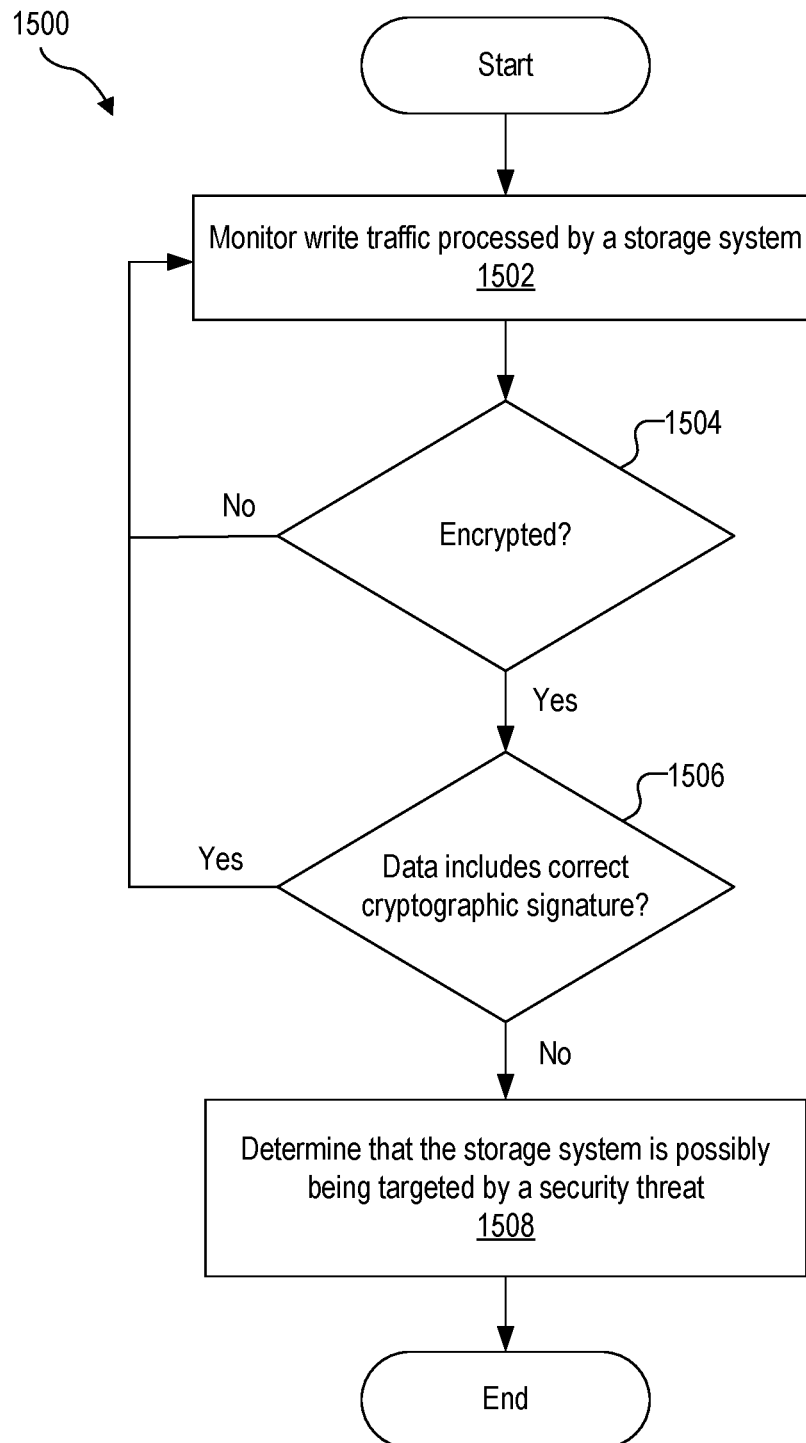 1500
Start
Monitor write traffic processed by a storage system
1502
1504
No
Encrypted?
Yes
1506
Yes
Data includes correct
cryptographic signature?
No
Determine that the storage system is possibly
being targeted by a security threat
1508
End